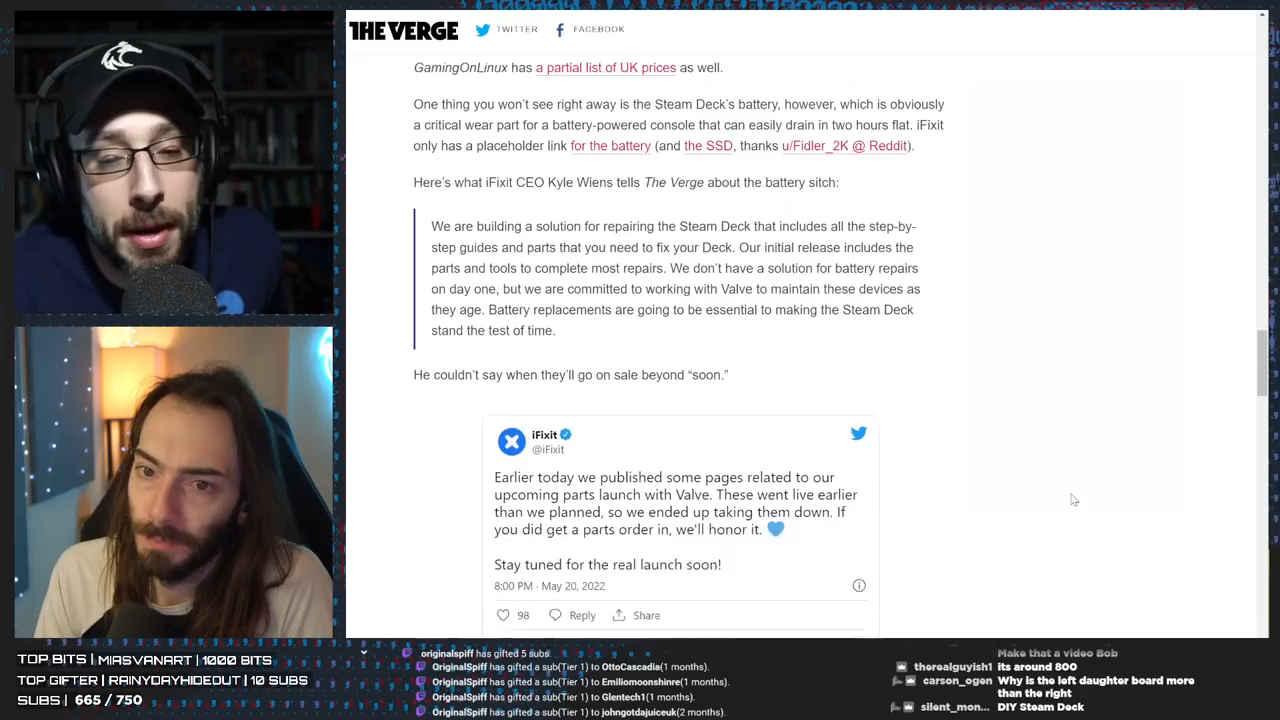 THE VERGE TWITTER FACEBOOK
GamingOnLinux has a partial list of UK prices as well.
One thing you won't see right away is the Steam Deck's battery, however, which is obviously
a critical wear part for a battery-powered console that can easily drain in two hours flat. iFixit
only has a placeholder link for the battery (and the SSD, thanks u/Fidler_2K @ Reddit).
Here's what iFixit CEO Kyle Wiens tells The Verge about the battery sitch:
We are building a solution for repairing the Steam Deck that includes all the step-by-
step guides and parts that you need to fix your Deck. Our initial release includes the
parts and tools to complete most repairs. We don't have a solution for battery repairs
on day one, but we are committed to working with Valve to maintain these devices as
they age. Battery replacements are going to be essential to making the Steam Deck
stand the test of time.
He couldn't say when they'll go on sale beyond “soon.”
iFixit
@iFixit
Earlier today we published some pages related to our
upcoming parts launch with Valve. These went live earlier
than we planned, so we ended up taking them down. If
you did get a parts order in, we'll honor it. 💙
Stay tuned for the real launch soon!
8:00 PM · May 20, 2022
98 Reply Share
TOP BITS | MIASVANART | 1000 BITS
TOP GIFTER | RAINYDAYHIDEOUT | 10 SUBS
SUBS | 665 / 750
originalspiff has gifted 5 subs.
OriginalSpiff has gifted a sub(Tier 1) to OttoCascadia(1 months).
OriginalSpiff has gifted a sub(Tier 1) to Emiliomoonshinre(1 months).
OriginalSpiff has gifted a sub(Tier 1) to Glentech1(1 months).
OriginalSpiff has gifted a sub(Tier 1) to johngotdajuiceuk(2 months).
Make that a video Bob
therealguyish1 its around 800
carson_ogen Why is the left daughter board more
than the right
silent_mon... DIY Steam Deck